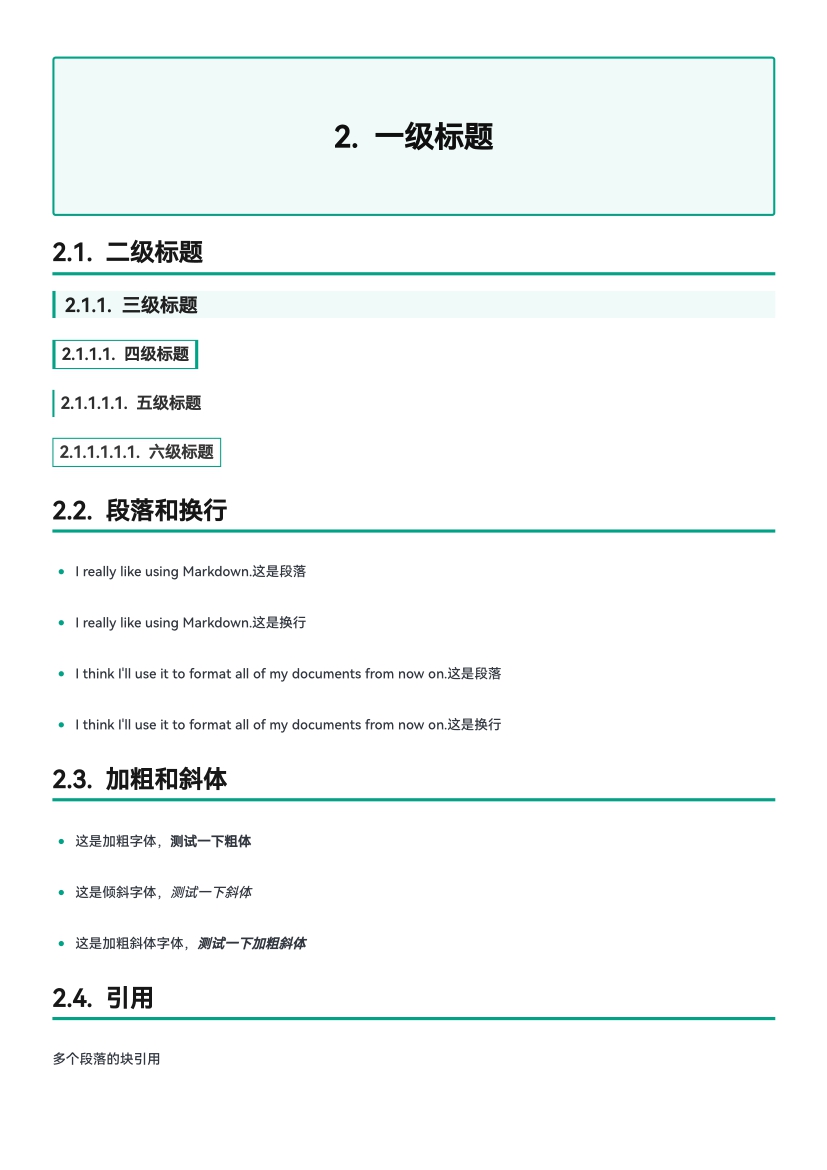 2. 一级标题
2.1. 二级标题
2.1.1. 三级标题
2.1.1.1. 四级标题
2.1.1.1.1. 五级标题
2.1.1.1.1.1. 六级标题
2.2. 段落和换行
• I really like using Markdown.这是段落
• I really like using Markdown.这是换行
• I think I'll use it to format all of my documents from now on.这是段落
• I think I'll use it to format all of my documents from now on.这是换行
2.3. 加粗和斜体
• 这是加粗字体，测试一下粗体
• 这是倾斜字体，测试一下斜体
• 这是加粗斜体字体，测试一下加粗斜体
2.4. 引用
多个段落的块引用